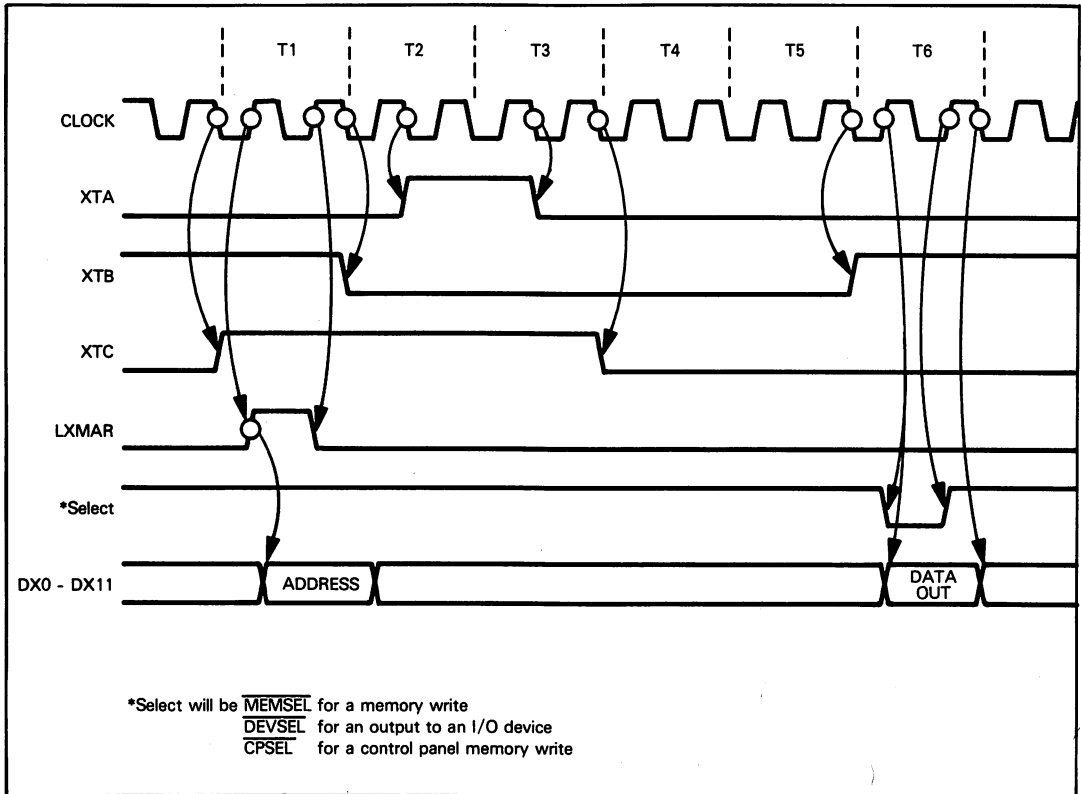 T1 T2 T3 T4 T5 T6
CLOCK
XTA
XTB
XTC
LXMAR
*Select
DX0 - DX11 ADDRESS DATA OUT
*Select will be MEMSEL for a memory write
DEVSEL for an output to an I/O device
CPSEL for a control panel memory write